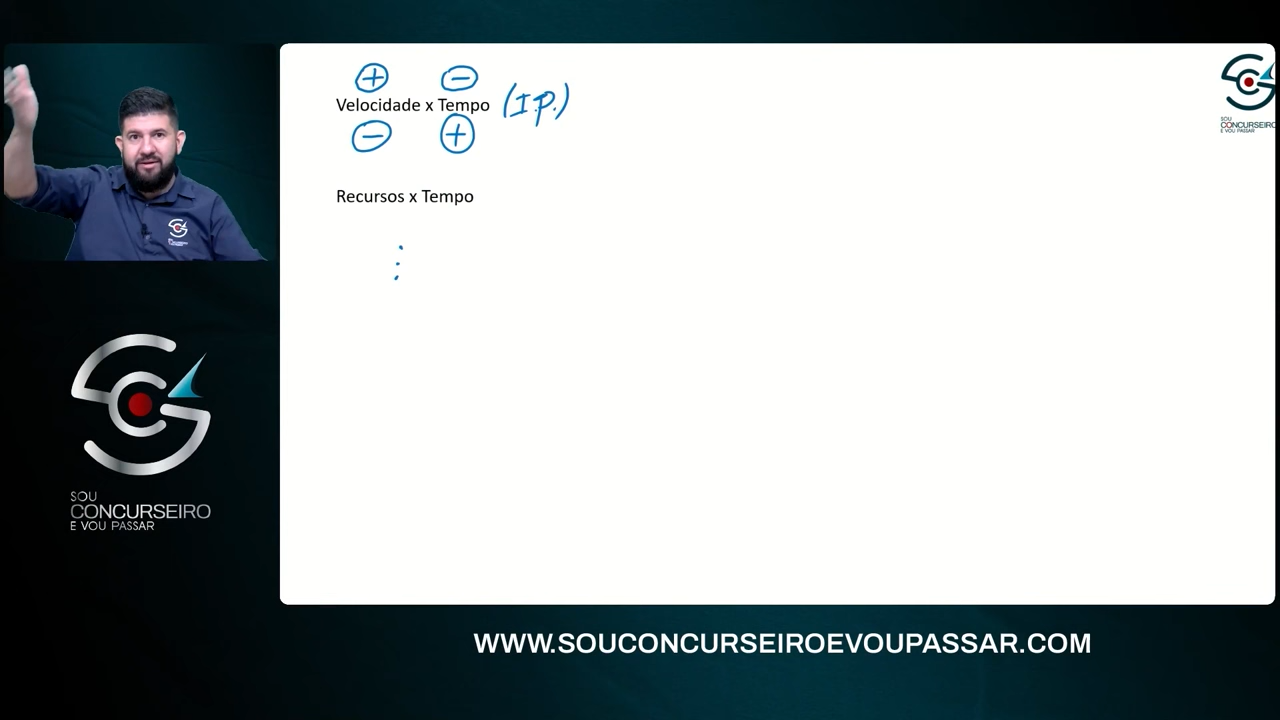 ⊕ ⊖
Velocidade x Tempo (I.p.)
⊖ ⊕
Recursos x Tempo
SOU
CONCURSEIRO
E VOU PASSAR
SOU
CONCURSEIRO
E VOU PASSAR
WWW.SOUCONCURSEIROEVOUPASSAR.COM